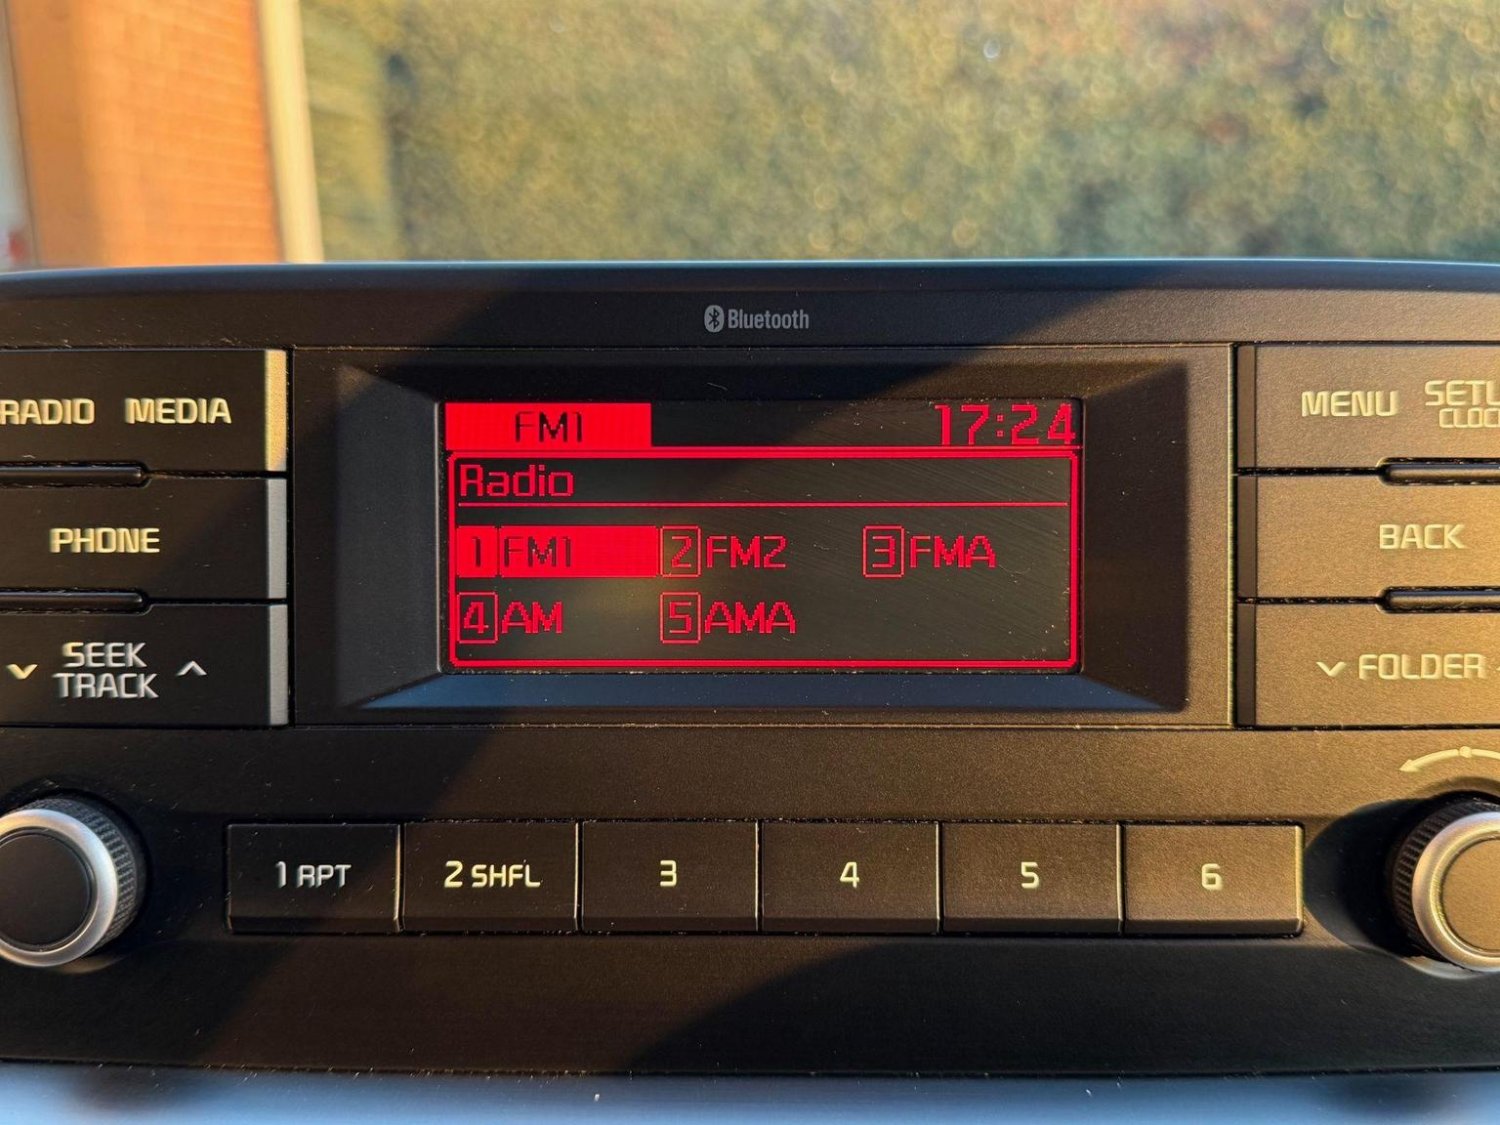 Bluetooth
RADIO MEDIA
PHONE
SEEK
TRACK
FM1 17:24
Radio
1 FM1 2 FM2 3 FMA
4 AM 5 AMA
MENU
BACK
FOLDER
1 RPT 2 SHFL 3 4 5 6